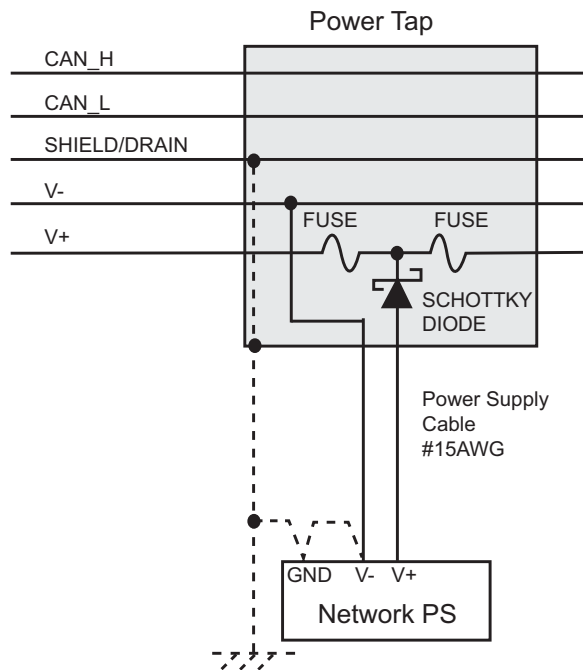 Power Tap
CAN_H
CAN_L
SHIELD/DRAIN
V-
V+
FUSE
FUSE
SCHOTTKY
DIODE
Power Supply
Cable
#15AWG
GND V- V+
Network PS